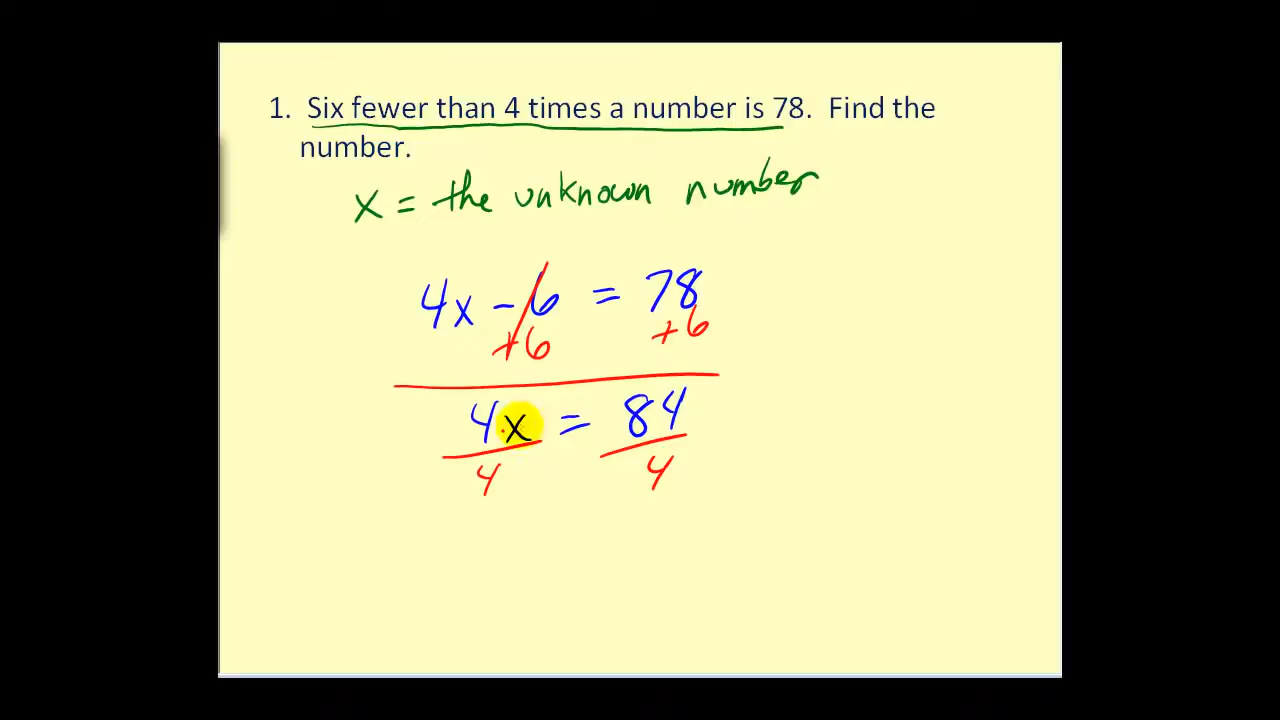 1. Six fewer than 4 times a number is 78. Find the
number.
x = the unknown number
4x - 6 = 78
+6 +6
4x = 84
4 4